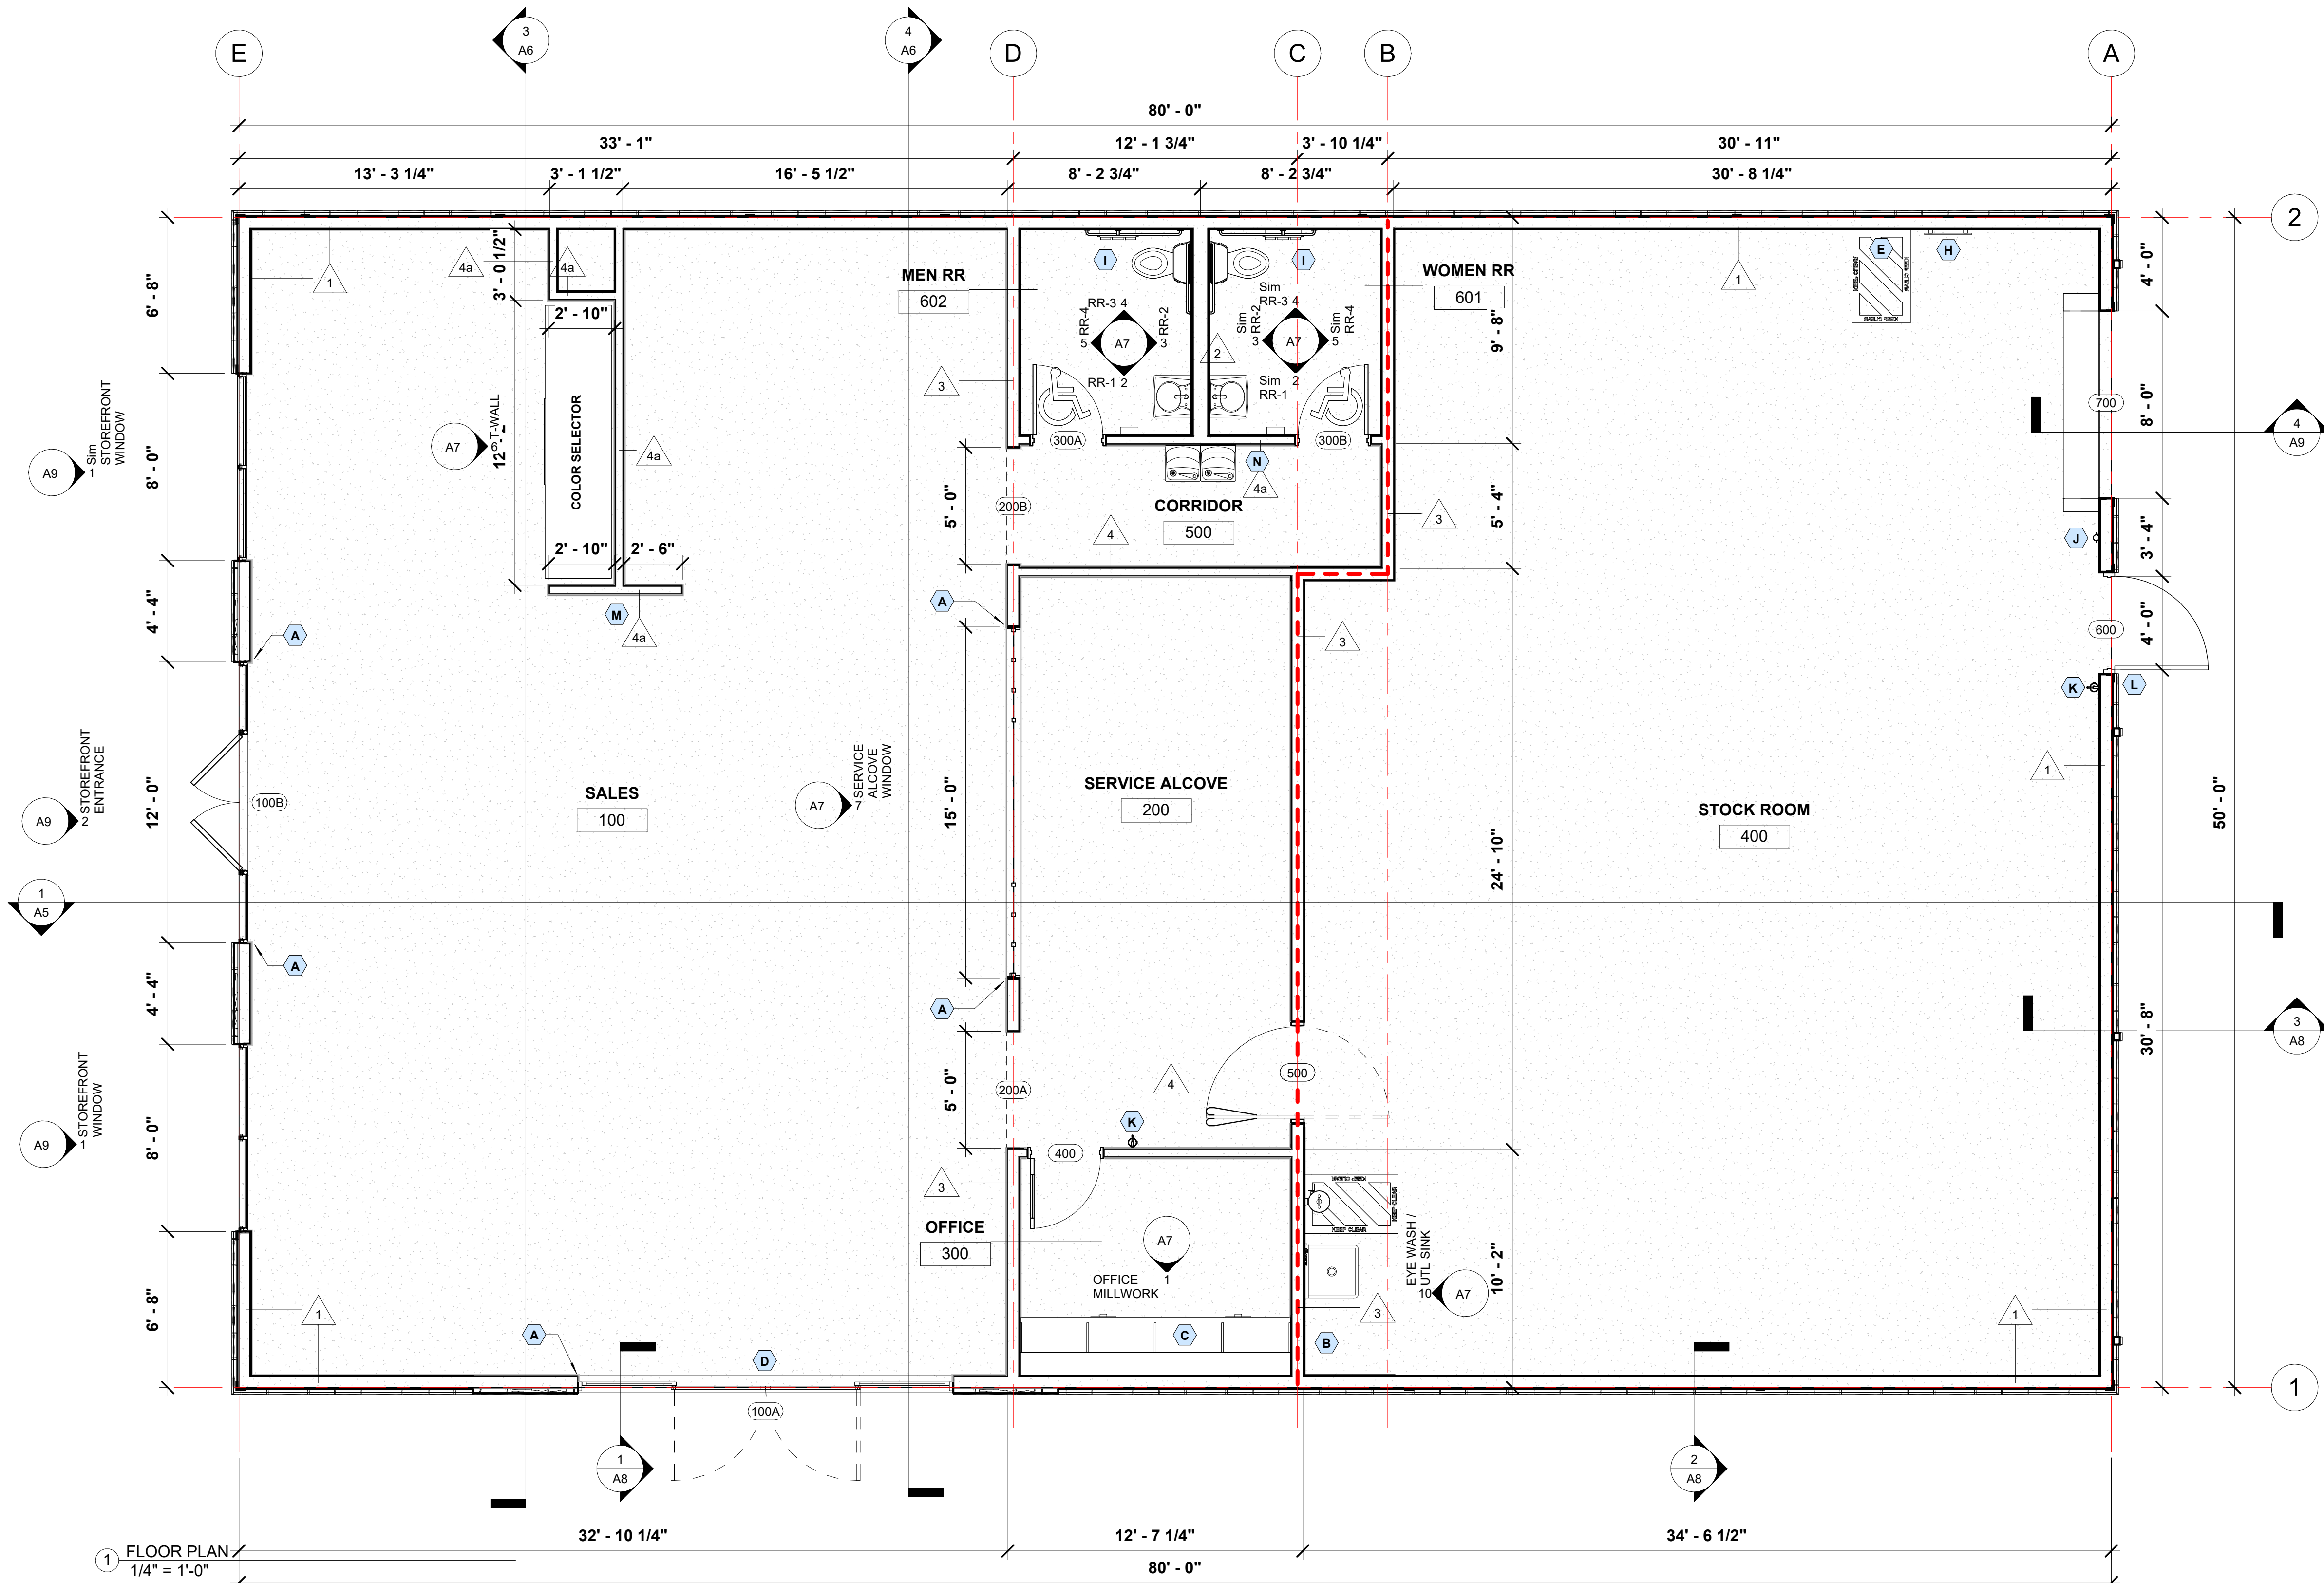 3
A6
4
A6
E
D
C
B
A
80' - 0"
33' - 1"
12' - 1 3/4"
3' - 10 1/4"
30' - 11"
13' - 3 1/4"
3' - 1 1/2"
16' - 5 1/2"
8' - 2 3/4"
8' - 2 3/4"
30' - 8 1/4"
2
6' - 8"
8' - 0"
4' - 4"
12' - 0"
4' - 4"
8' - 0"
6' - 8"
1
4a
4a
3' - 0 1/2"
2' - 10"
COLOR SELECTOR
A7
6
T-WALL
4a
2' - 10"
2' - 6"
M
4a
MEN RR
602
I
RR-3 4
RR-4
5
A7
RR-2
3
RR-1 2
3
I
Sim
RR-3 4
Sim
RR-2
3
A7
Sim
RR-4
5
Sim 2
RR-1
2
WOMEN RR
601
1
9' - 8"
KEEP CLEAR
KEEP CLEAR
E
H
4' - 0"
8' - 0"
700
4
A9
300A
300B
N
4a
5' - 0"
200B
CORRIDOR
500
4
3
5' - 4"
J
3' - 4"
600
4' - 0"
K
L
A9
1
Sim
STOREFRONT
WINDOW
A
A
3
A9
2
STOREFRONT
ENTRANCE
100B
SALES
100
A7
7
SERVICE
ALCOVE
WINDOW
15' - 0"
SERVICE ALCOVE
200
24' - 10"
STOCK ROOM
400
1
50' - 0"
1
A5
A
A
A9
1
STOREFRONT
WINDOW
5' - 0"
200A
500
4
K
400
3
A8
30' - 8"
3
OFFICE
300
A7
1
OFFICE
MILLWORK
KEEP CLEAR
KEEP CLEAR
KEEP CLEAR
EYE WASH /
UTL SINK
10
A7
10' - 2"
3
C
B
1
1
A
D
100A
1
1
A8
2
A8
32' - 10 1/4"
12' - 7 1/4"
34' - 6 1/2"
80' - 0"
1
FLOOR PLAN
1/4" = 1'-0"